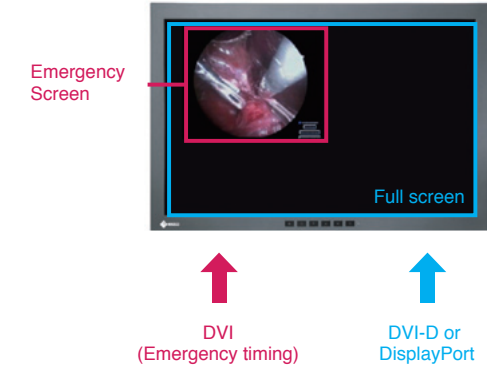 Emergency
Screen
Full screen
DVI
(Emergency timing)
DVI-D or
DisplayPort